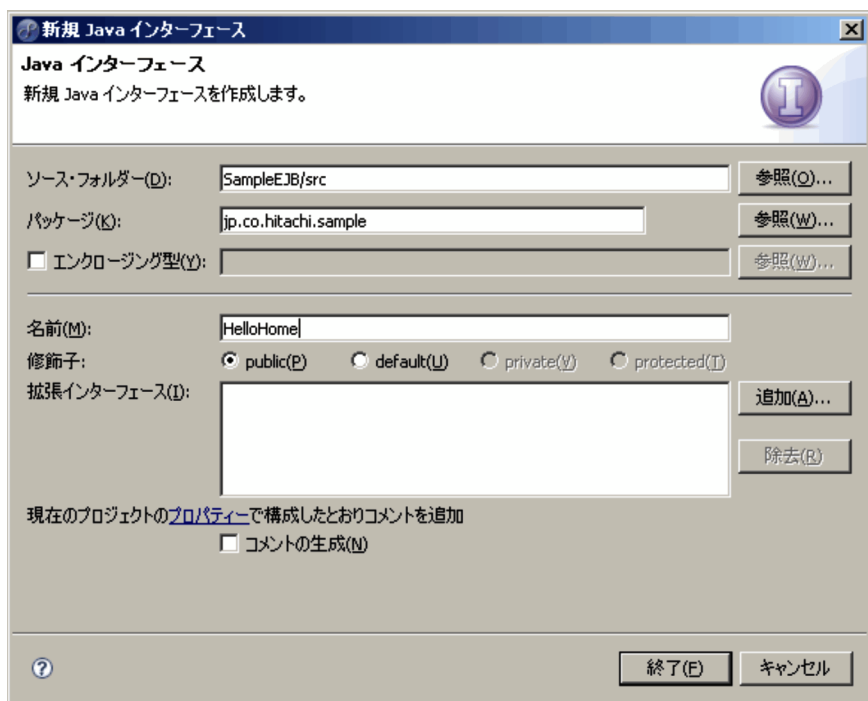 新規 Java インターフェース
Java インターフェース
新規 Java インターフェースを作成します。
ソース・フォルダー(D): SampleEJB/src 参照(O)...
パッケージ(K): jp.co.hitachi.sample 参照(W)...
エンクロージング型(Y): 参照(W)...
名前(M): HelloHome
修飾子: public(P) default(U) private(V) protected(T)
拡張インターフェース(I): 追加(A)...
除去(R)
現在のプロジェクトのプロパティーで構成したとおりコメントを追加
コメントの生成(N)
終了(F) キャンセル